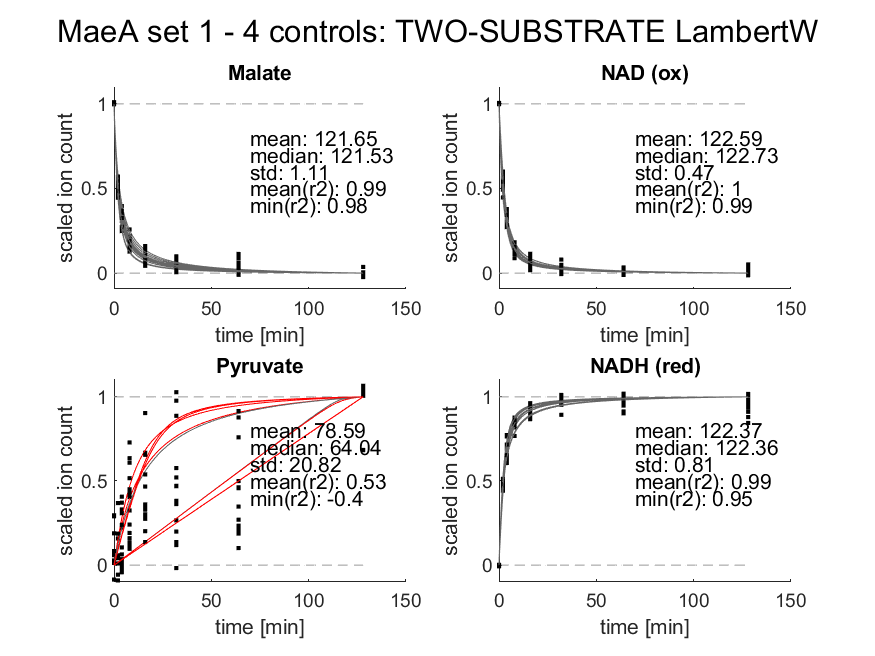 MaeA set 1 - 4 controls: TWO-SUBSTRATE LambertW
Malate
scaled ion count
1
0.5
0
mean: 121.65
median: 121.53
std: 1.11
mean(r2): 0.99
min(r2): 0.98
0 50 100 150
time [min]
NAD (ox)
scaled ion count
1
0.5
0
mean: 122.59
median: 122.73
std: 0.47
mean(r2): 1
min(r2): 0.99
0 50 100 150
time [min]
Pyruvate
scaled ion count
1
0.5
0
mean: 78.59
median: 64.04
std: 20.82
mean(r2): 0.53
min(r2): -0.4
0 50 100 150
time [min]
NADH (red)
scaled ion count
1
0.5
0
mean: 122.37
median: 122.36
std: 0.81
mean(r2): 0.99
min(r2): 0.95
0 50 100 150
time [min]